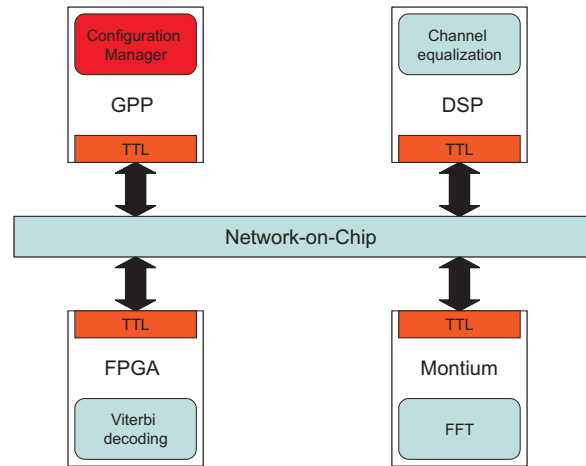 Configuration
Manager
GPP
TTL
Channel
equalization
DSP
TTL
Network-on-Chip
TTL
FPGA
Viterbi
decoding
TTL
Montium
FFT